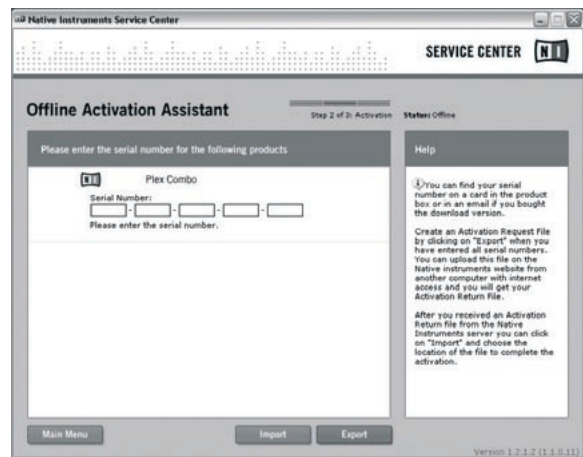 Native Instruments Service Center
SERVICE CENTER
Offline Activation Assistant
Step 2 of 3: Activation
Status: Offline
Please enter the serial number for the following products
Plex Combo
Serial Number:
- - - -
Please enter the serial number.
Help
You can find your serial
number on a card in the product
box or in an email if you bought
the download version.
Create an Activation Request File
by clicking on "Export" when you
have entered all serial numbers.
You can upload this file on the
Native instruments website from
another computer with internet
access and you will get your
Activation Return File.
After you received an Activation
Return file from the Native
Instruments server you can click
on "Import" and choose the
location of the file to complete the
activation.
Main Menu
Import
Export
Version 1.2.1.2 (1.1.0.11)